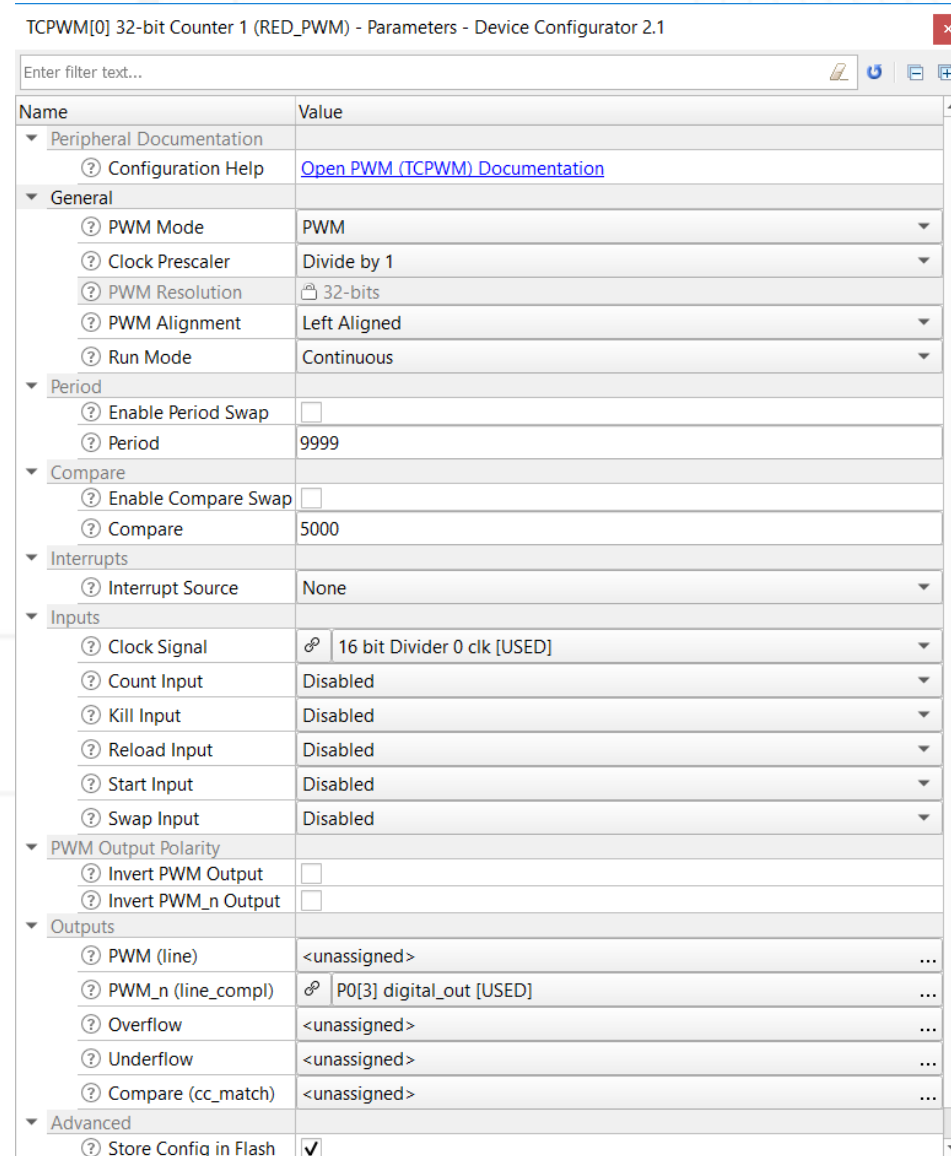 TCPWM[0] 32-bit Counter 1 (RED_PWM) - Parameters - Device Configurator 2.1
Enter filter text...
Name Value
Peripheral Documentation
Configuration Help Open PWM (TCPWM) Documentation
General
PWM Mode PWM
Clock Prescaler Divide by 1
PWM Resolution 32-bits
PWM Alignment Left Aligned
Run Mode Continuous
Period
Enable Period Swap
Period 9999
Compare
Enable Compare Swap
Compare 5000
Interrupts
Interrupt Source None
Inputs
Clock Signal 16 bit Divider 0 clk [USED]
Count Input Disabled
Kill Input Disabled
Reload Input Disabled
Start Input Disabled
Swap Input Disabled
PWM Output Polarity
Invert PWM Output
Invert PWM_n Output
Outputs
PWM (line) <unassigned> ...
PWM_n (line_compl) P0[3] digital_out [USED] ...
Overflow <unassigned> ...
Underflow <unassigned> ...
Compare (cc_match) <unassigned> ...
Advanced
Store Config in Flash